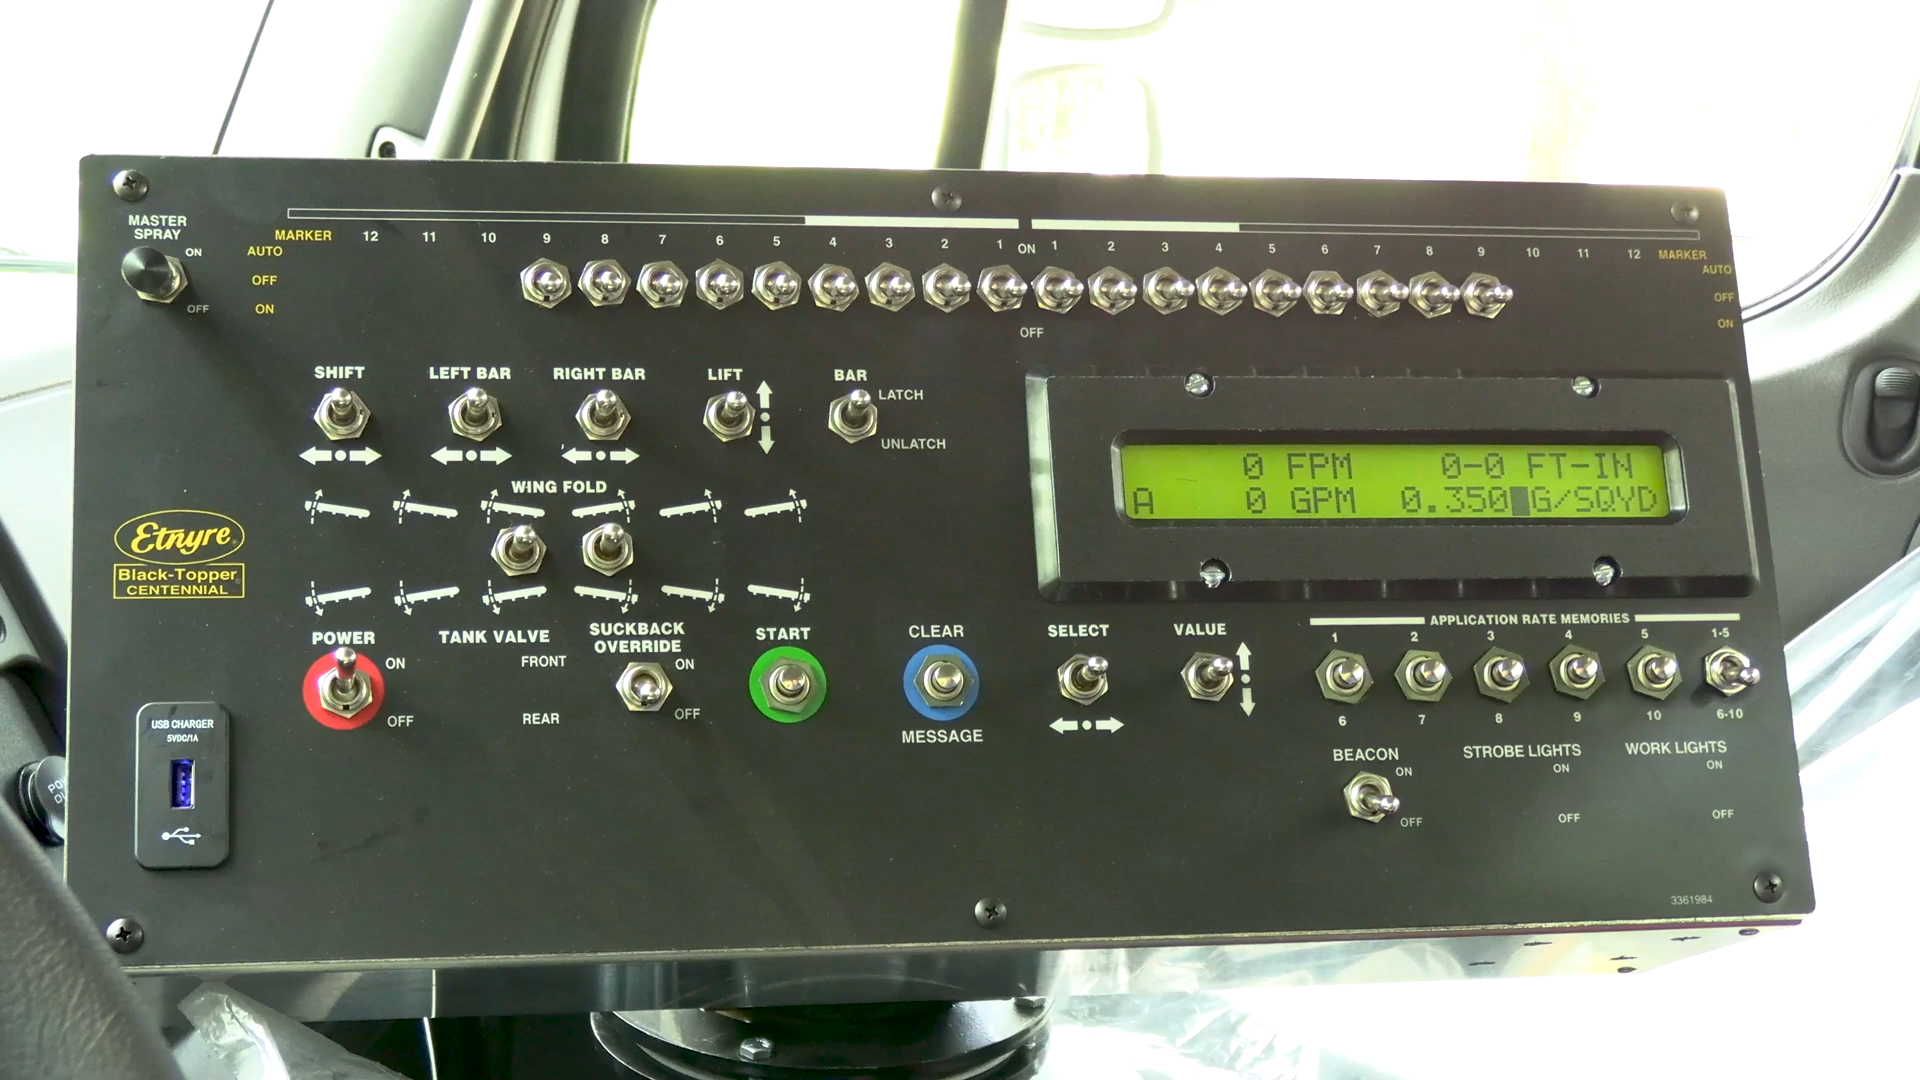 MASTER
SPRAY
ON
OFF
MARKER
AUTO
OFF
ON
12 11 10 9 8 7 6 5 4 3 2 1 ON 1 2 3 4 5 6 7 8 9 10 11 12
OFF
MARKER
AUTO
OFF
ON
SHIFT
LEFT BAR
RIGHT BAR
LIFT
BAR
LATCH
UNLATCH
WING FOLD
0 FPM 0-0 FT-IN
A 0 GPM 0.350 G/SQYD
Etnyre
Black-Topper
CENTENNIAL
POWER
ON
OFF
TANK VALVE
FRONT
REAR
SUCKBACK
OVERRIDE
ON
OFF
START
CLEAR
MESSAGE
SELECT
VALUE
APPLICATION RATE MEMORIES
1 2 3 4 5 1-5
6 7 8 9 10 6-10
USB CHARGER
5VDC/1A
BEACON
ON
OFF
STROBE LIGHTS
ON
OFF
WORK LIGHTS
ON
OFF
3361984